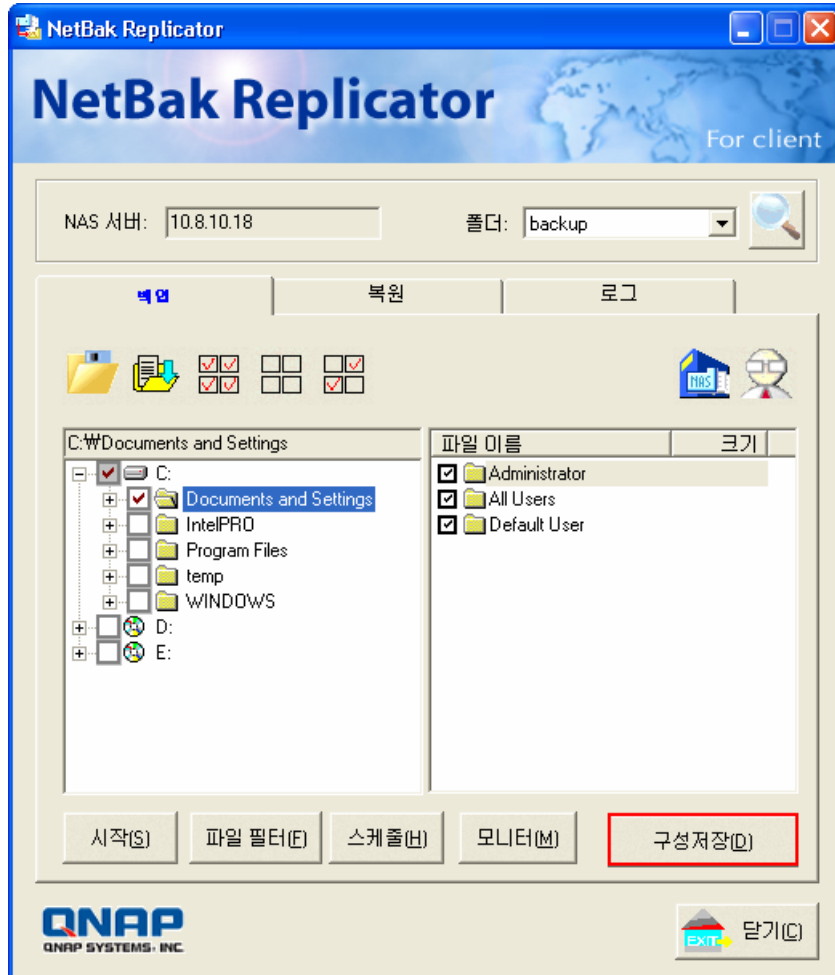 NetBak Replicator
NetBak Replicator
For client
NAS 서버: 10.8.10.18
폴더: backup
백업
복원
로그
NAS
C:₩Documents and Settings
C:
Documents and Settings
IntelPRO
Program Files
temp
WINDOWS
D:
E:
파일 이름
크기
Administrator
All Users
Default User
시작(S)
파일 필터(F)
스케줄(H)
모니터(M)
구성저장(D)
QNAP
QNAP SYSTEMS, INC.
EXIT
닫기(C)